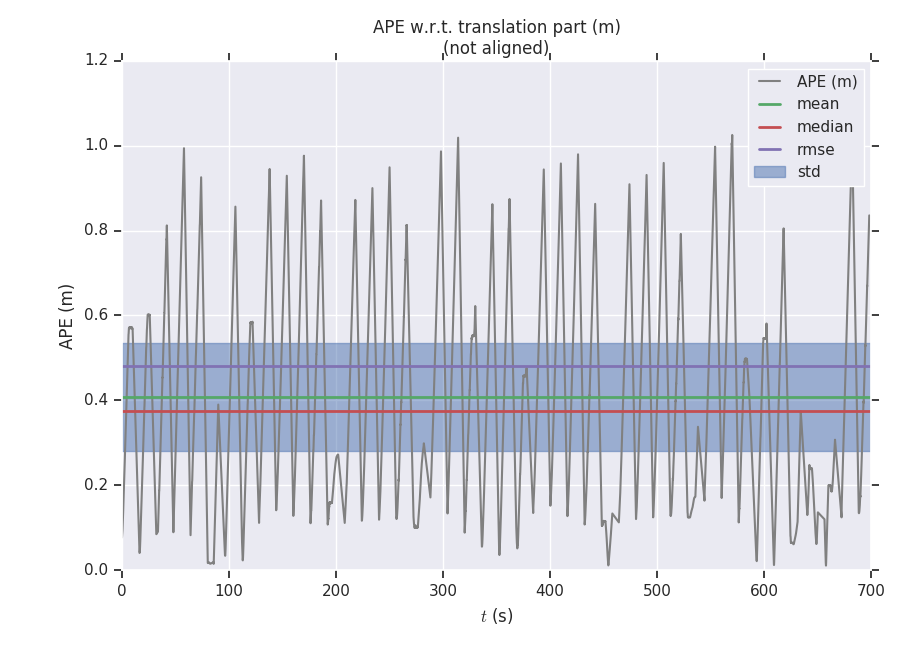 APE w.r.t. translation part (m)
(not aligned)
1.2
1.0
0.8
0.6
0.4
0.2
0.0
APE (m)
APE (m)
mean
median
rmse
std
0 100 200 300 400 500 600 700
t (s)